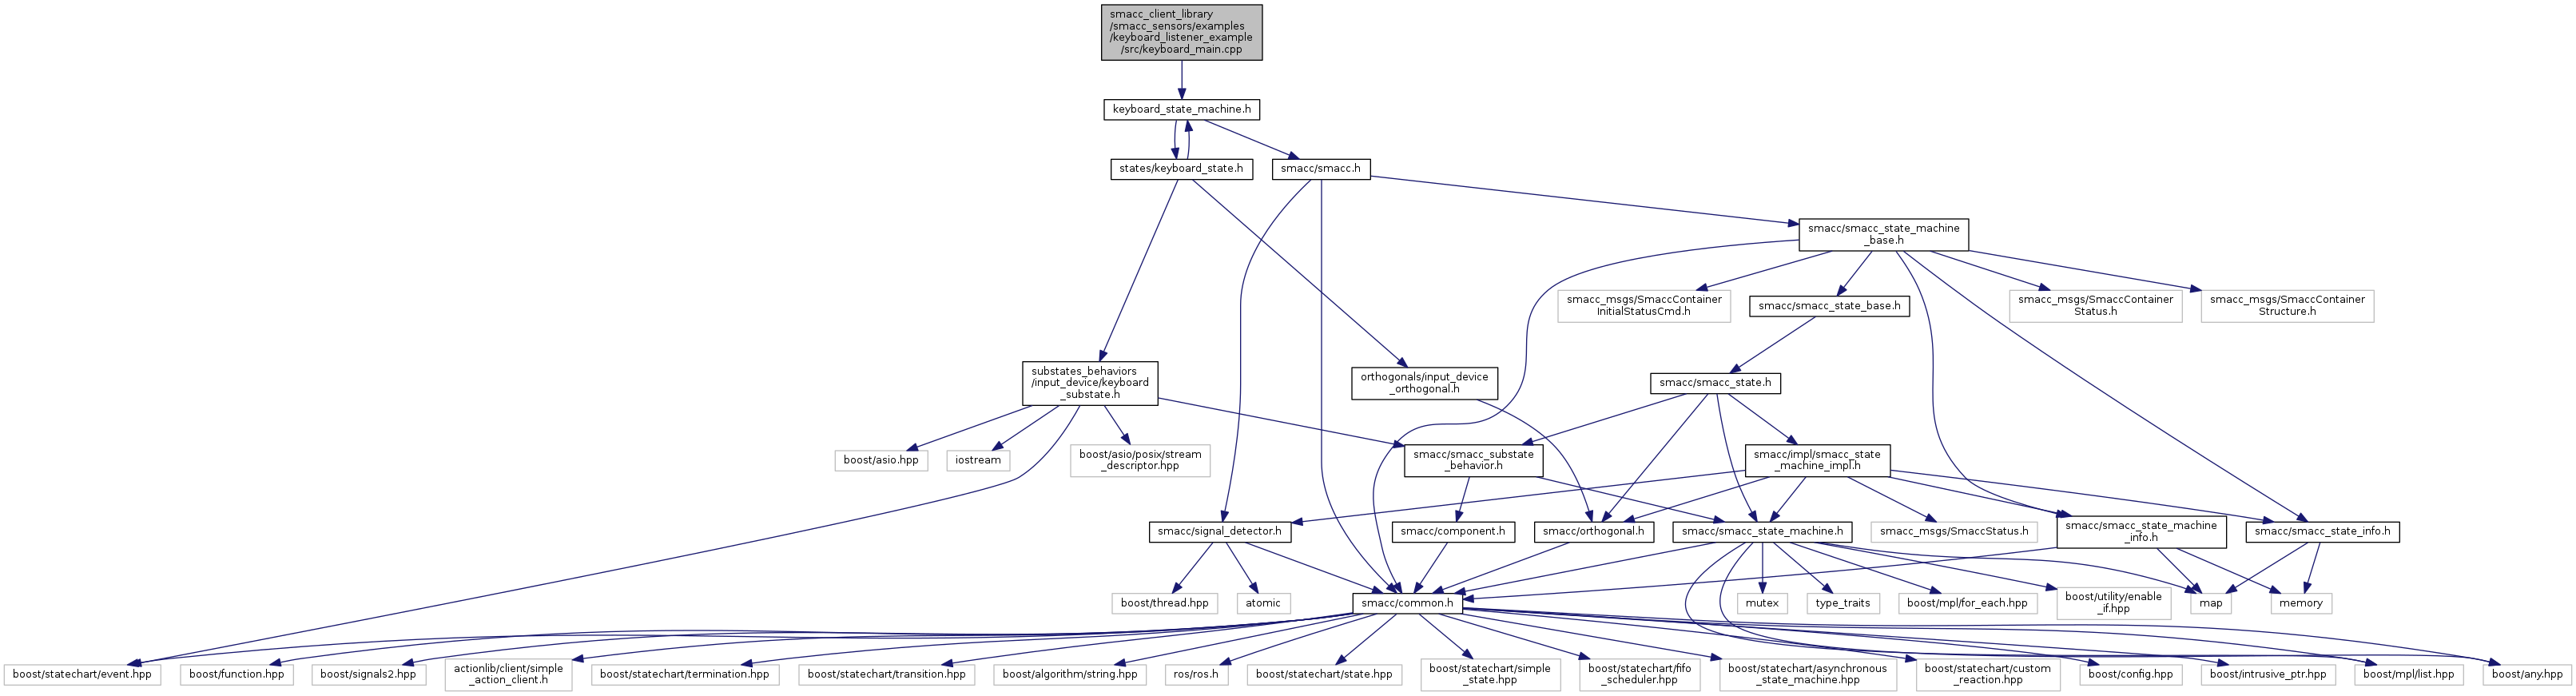 smacc_client_library
/smacc_sensors/examples
/keyboard_listener_example
/src/keyboard_main.cpp
keyboard_state_machine.h
states/keyboard_state.h
smacc/smacc.h
smacc/smacc_state_machine
_base.h
smacc_msgs/SmaccContainer
InitialStatusCmd.h
smacc/smacc_state_base.h
smacc_msgs/SmaccContainer
Status.h
smacc_msgs/SmaccContainer
Structure.h
substates_behaviors
/input_device/keyboard
_substate.h
orthogonals/input_device
_orthogonal.h
smacc/smacc_state.h
boost/asio.hpp
iostream
boost/asio/posix/stream
_descriptor.hpp
smacc/smacc_substate
_behavior.h
smacc/impl/smacc_state
_machine_impl.h
smacc/signal_detector.h
smacc/component.h
smacc/orthogonal.h
smacc/smacc_state_machine.h
smacc_msgs/SmaccStatus.h
smacc/smacc_state_machine
_info.h
smacc/smacc_state_info.h
boost/thread.hpp
atomic
smacc/common.h
mutex
type_traits
boost/mpl/for_each.hpp
boost/utility/enable
_if.hpp
map
memory
boost/statechart/event.hpp
boost/function.hpp
boost/signals2.hpp
actionlib/client/simple
_action_client.h
boost/statechart/termination.hpp
boost/statechart/transition.hpp
boost/algorithm/string.hpp
ros/ros.h
boost/statechart/state.hpp
boost/statechart/simple
_state.hpp
boost/statechart/fifo
_scheduler.hpp
boost/statechart/asynchronous
_state_machine.hpp
boost/statechart/custom
_reaction.hpp
boost/config.hpp
boost/intrusive_ptr.hpp
boost/mpl/list.hpp
boost/any.hpp